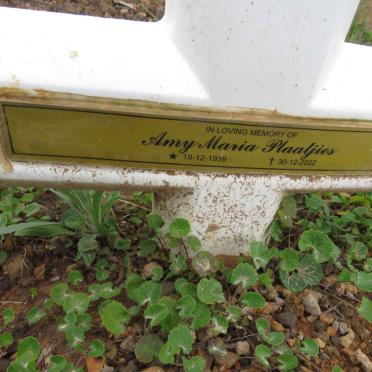 IN LOVING MEMORY OF
Amy Maria Plaatjies
★ 19-12-1939 † 30-12-2022